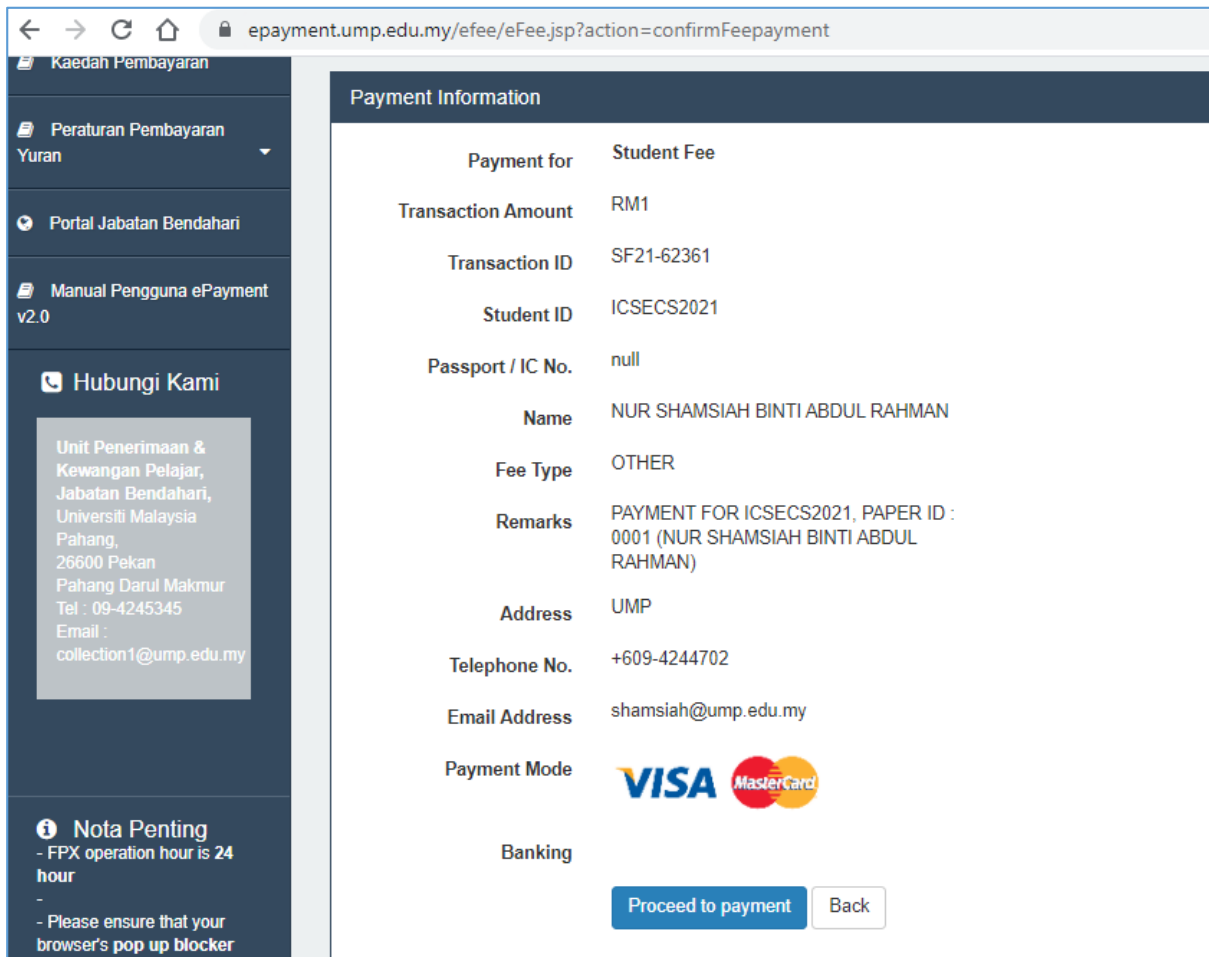 epayment.ump.edu.my/efee/eFee.jsp?action=confirmFeepayment
Kaedah Pembayaran
Peraturan Pembayaran
Yuran
Portal Jabatan Bendahari
Manual Pengguna ePayment
v2.0
Hubungi Kami
Unit Penerimaan &
Kewangan Pelajar,
Jabatan Bendahari,
Universiti Malaysia
Pahang,
26600 Pekan
Pahang Darul Makmur
Tel : 09-4245345
Email :
collection1@ump.edu.my
Nota Penting
- FPX operation hour is 24
hour
-
- Please ensure that your
browser's pop up blocker
Payment Information
Payment for Student Fee
Transaction Amount RM1
Transaction ID SF21-62361
Student ID ICSECS2021
Passport / IC No. null
Name NUR SHAMSIAH BINTI ABDUL RAHMAN
Fee Type OTHER
Remarks PAYMENT FOR ICSECS2021, PAPER ID :
0001 (NUR SHAMSIAH BINTI ABDUL
RAHMAN)
Address UMP
Telephone No. +609-4244702
Email Address shamsiah@ump.edu.my
Payment Mode VISA MasterCard
Banking
Proceed to payment Back